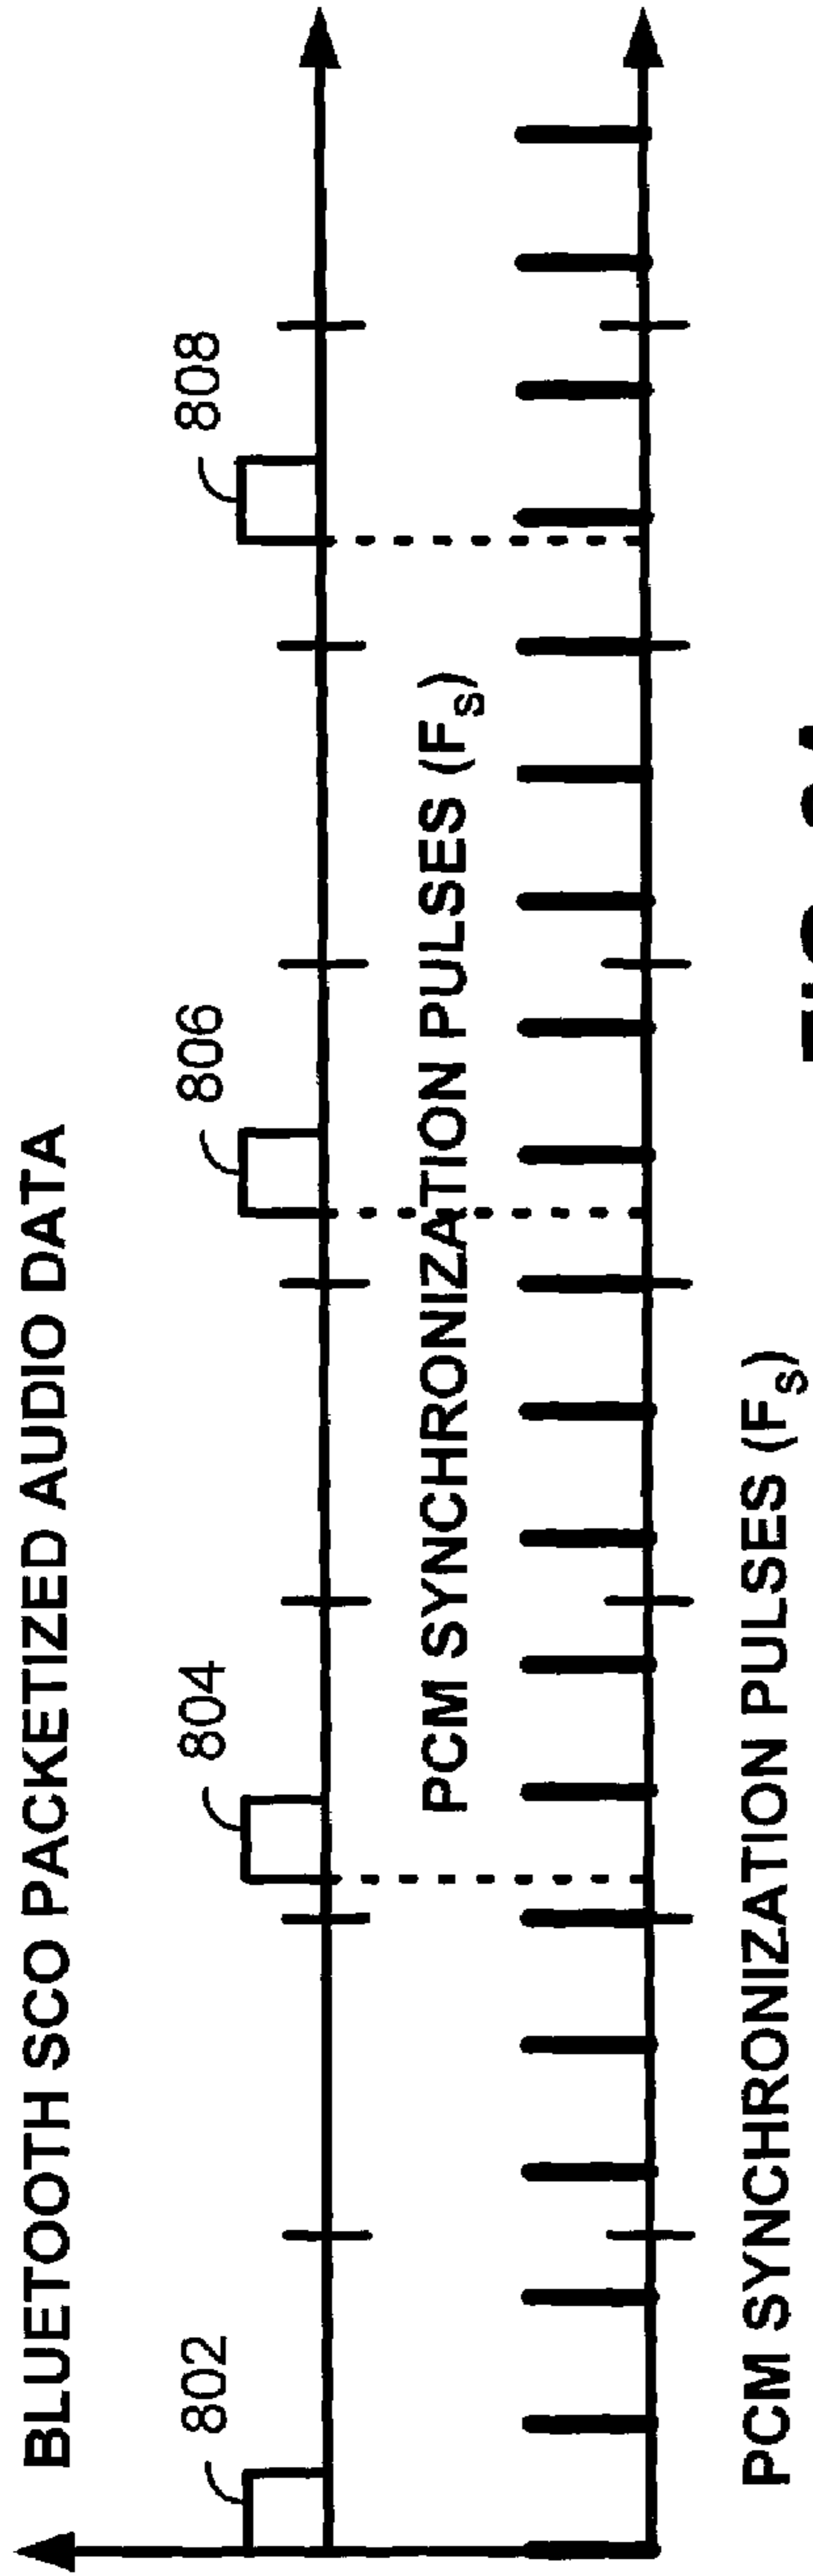 BLUETOOTH SCO PACKETIZED AUDIO DATA
802
804
806
808
PCM SYNCHRONIZATION PULSES (Fs)
PCM SYNCHRONIZATION PULSES (Fs)